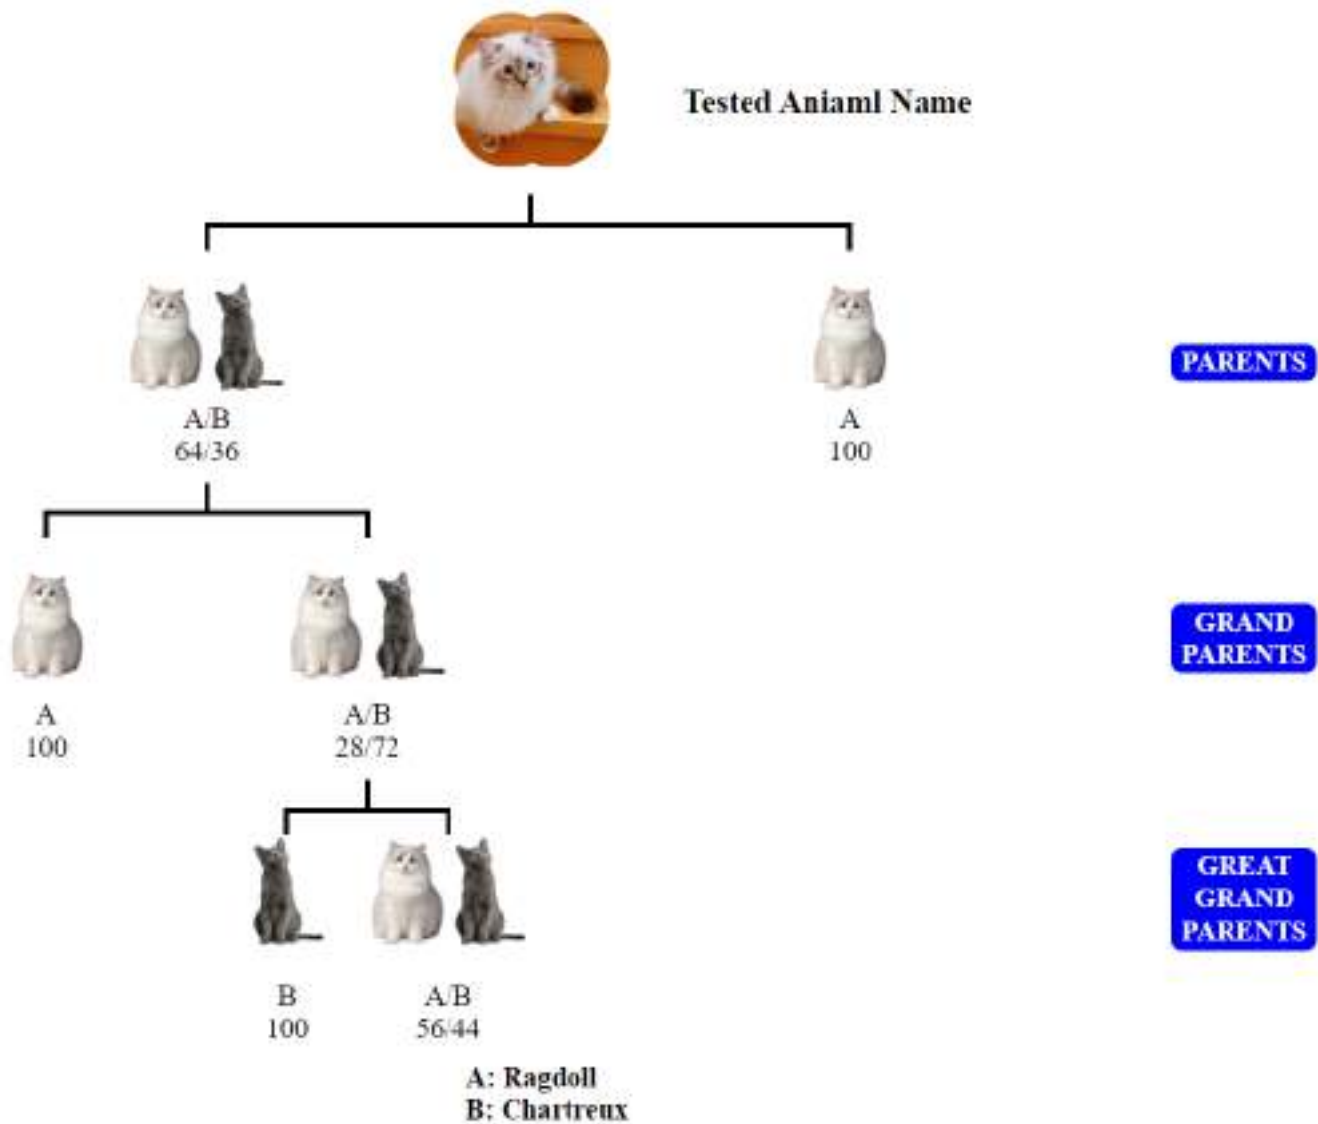 Tested Aniaml Name
A/B
64/36
A
100
PARENTS
A
100
A/B
28/72
GRAND
PARENTS
B
100
A/B
56/44
GREAT
GRAND
PARENTS
A: Ragdoll
B: Chartreux